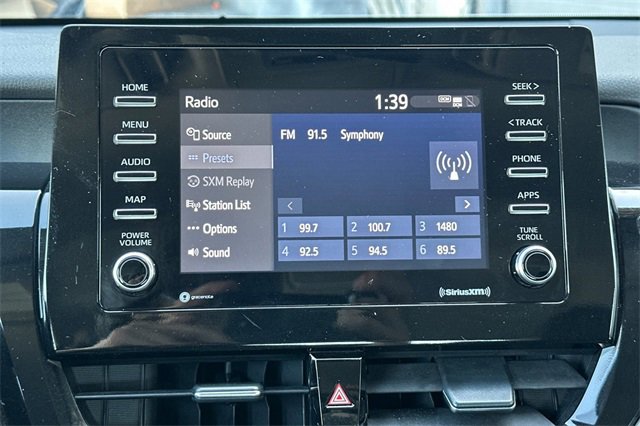 HOME
MENU
AUDIO
MAP
POWER
VOLUME
Radio
1:39
DCM
DCM
Source
Presets
SXM Replay
Station List
Options
Sound
FM 91.5 Symphony
< >
1 99.7 2 100.7 3 1480
4 92.5 5 94.5 6 89.5
SEEK >
< TRACK
PHONE
APPS
TUNE
SCROLL
gracenote
((SiriusXM))